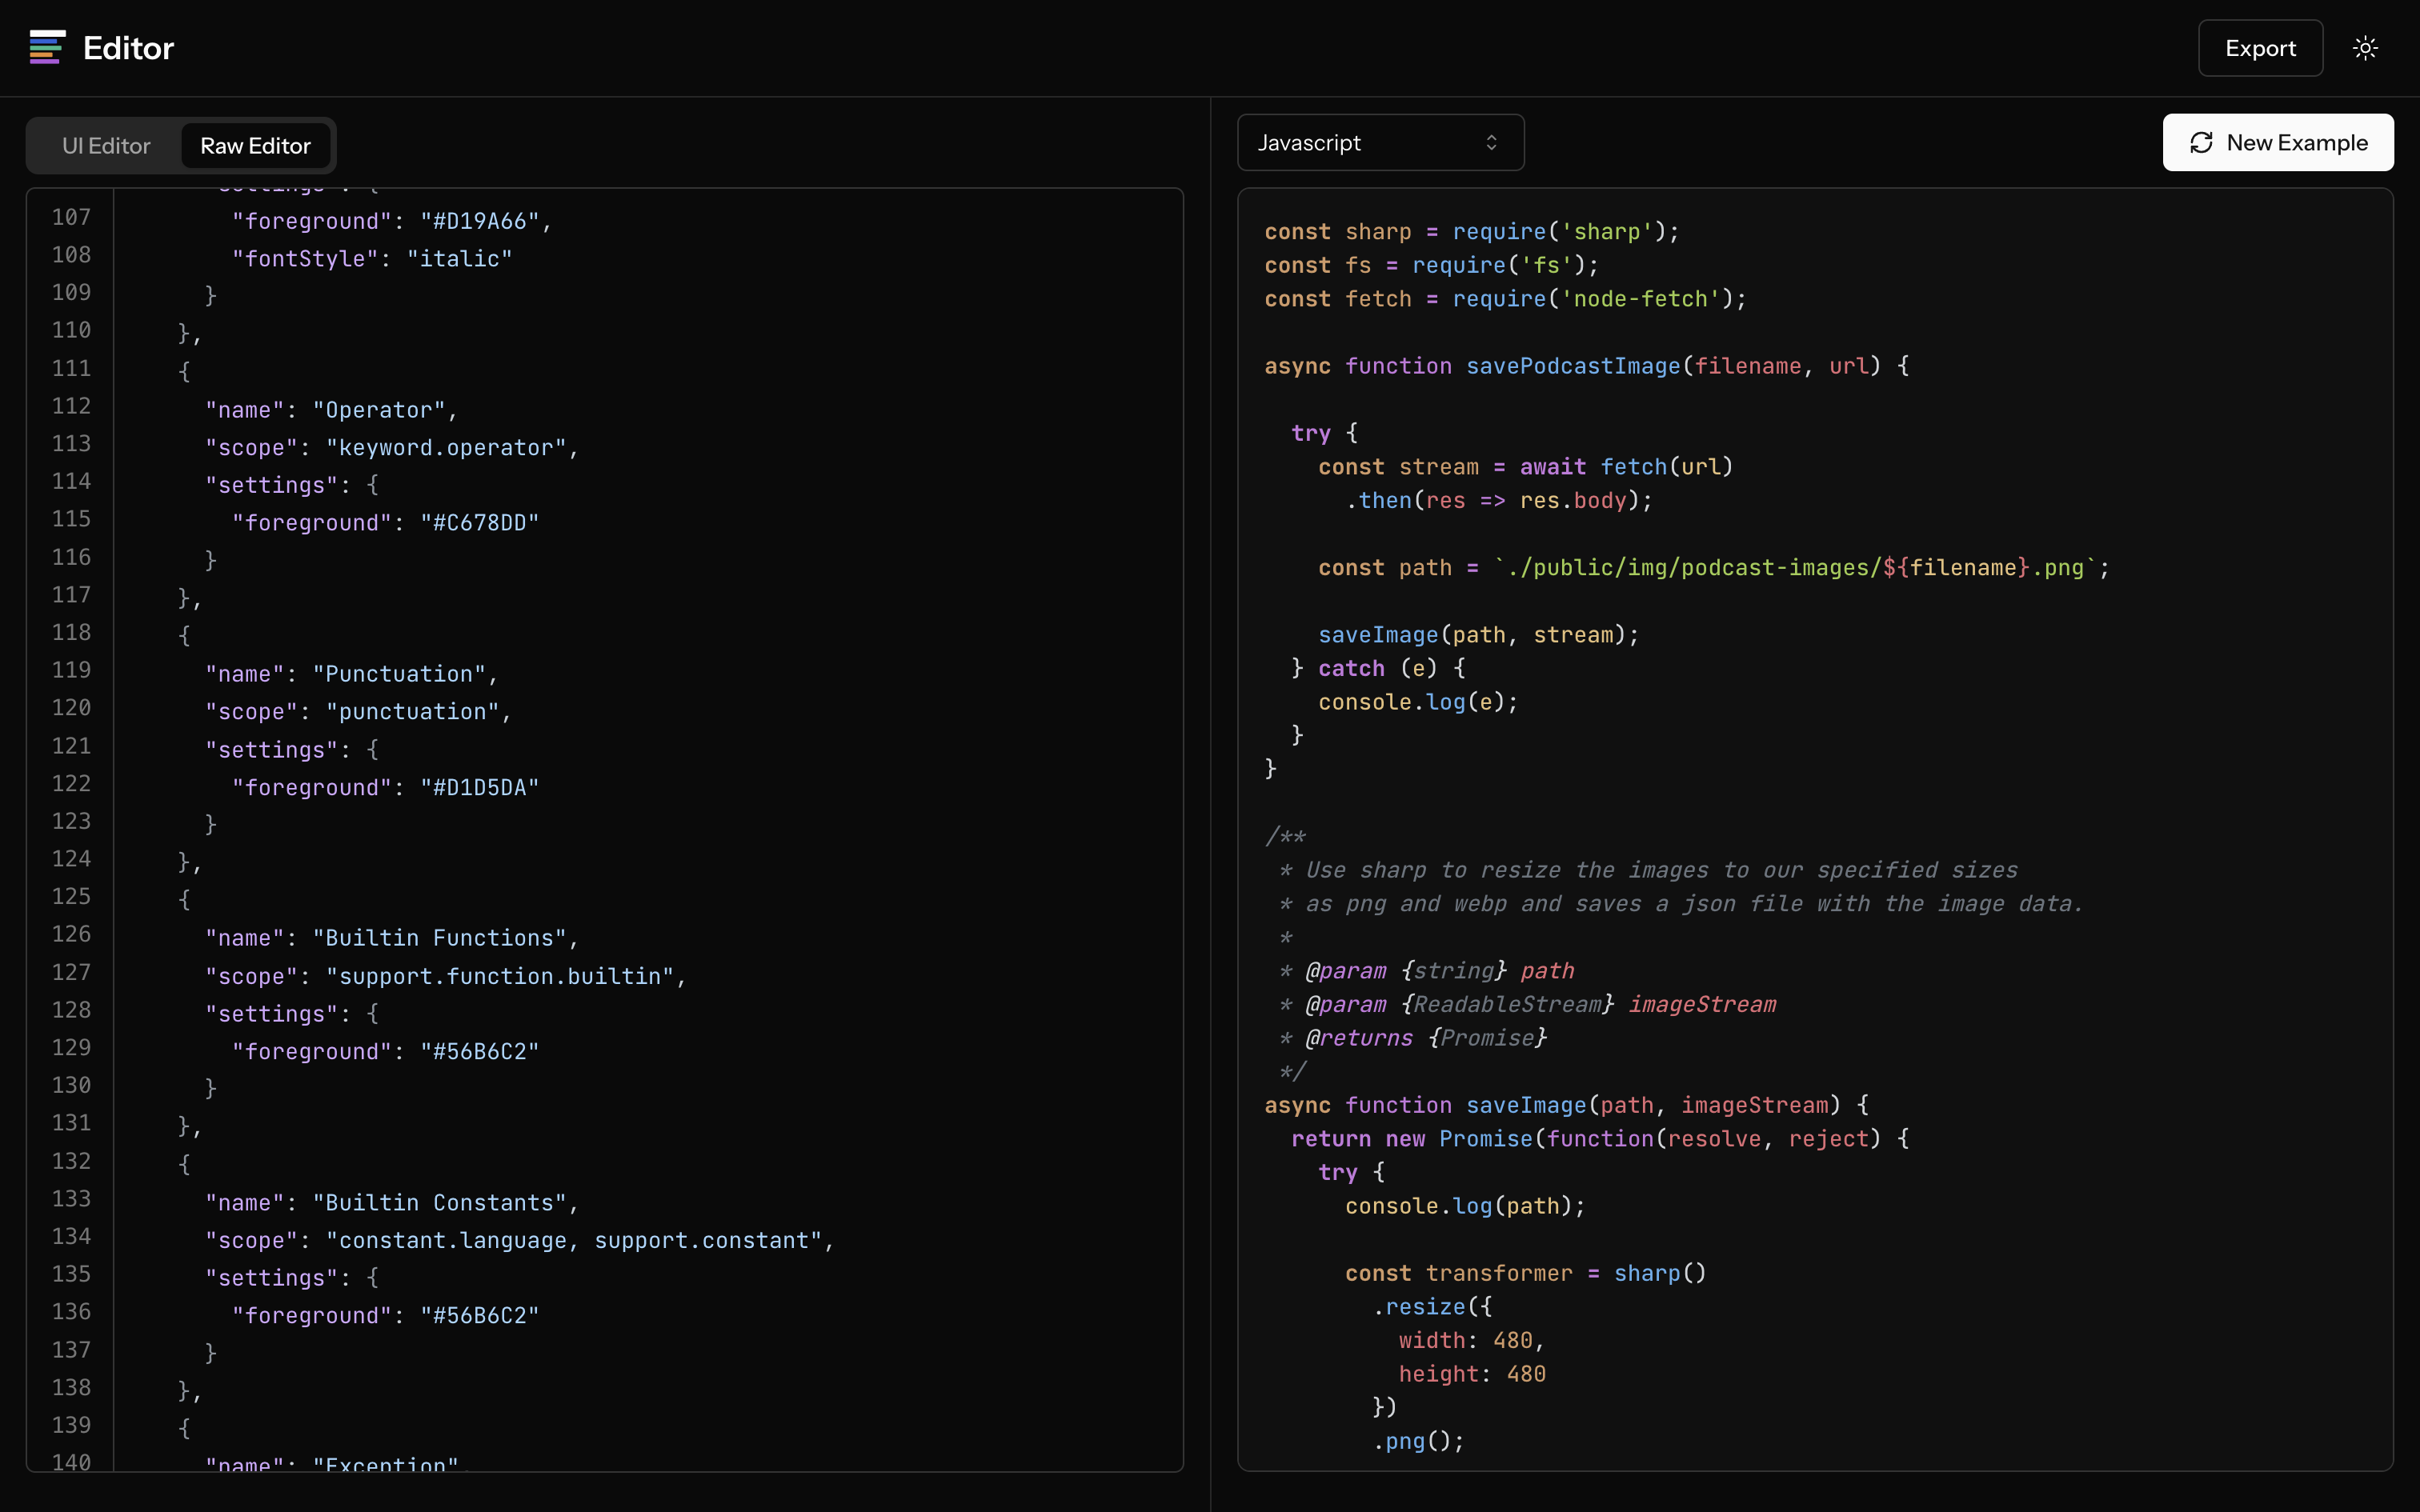 Editor
Export
UI Editor
Raw Editor
Javascript
New Example
"settings": {
107 "foreground": "#D19A66",
108 "fontStyle": "italic"
109 }
110 },
111 {
112 "name": "Operator",
113 "scope": "keyword.operator",
114 "settings": {
115 "foreground": "#C678DD"
116 }
117 },
118 {
119 "name": "Punctuation",
120 "scope": "punctuation",
121 "settings": {
122 "foreground": "#D1D5DA"
123 }
124 },
125 {
126 "name": "Builtin Functions",
127 "scope": "support.function.builtin",
128 "settings": {
129 "foreground": "#56B6C2"
130 }
131 },
132 {
133 "name": "Builtin Constants",
134 "scope": "constant.language, support.constant",
135 "settings": {
136 "foreground": "#56B6C2"
137 }
138 },
139 {
140 "name": "Exception",
const sharp = require('sharp');
const fs = require('fs');
const fetch = require('node-fetch');
async function savePodcastImage(filename, url) {
try {
const stream = await fetch(url)
.then(res => res.body);
const path = `./public/img/podcast-images/${filename}.png`;
saveImage(path, stream);
} catch (e) {
console.log(e);
}
}
/**
* Use sharp to resize the images to our specified sizes
* as png and webp and saves a json file with the image data.
*
* @param {string} path
* @param {ReadableStream} imageStream
* @returns {Promise}
*/
async function saveImage(path, imageStream) {
return new Promise(function(resolve, reject) {
try {
console.log(path);
const transformer = sharp()
.resize({
width: 480,
height: 480
})
.png();